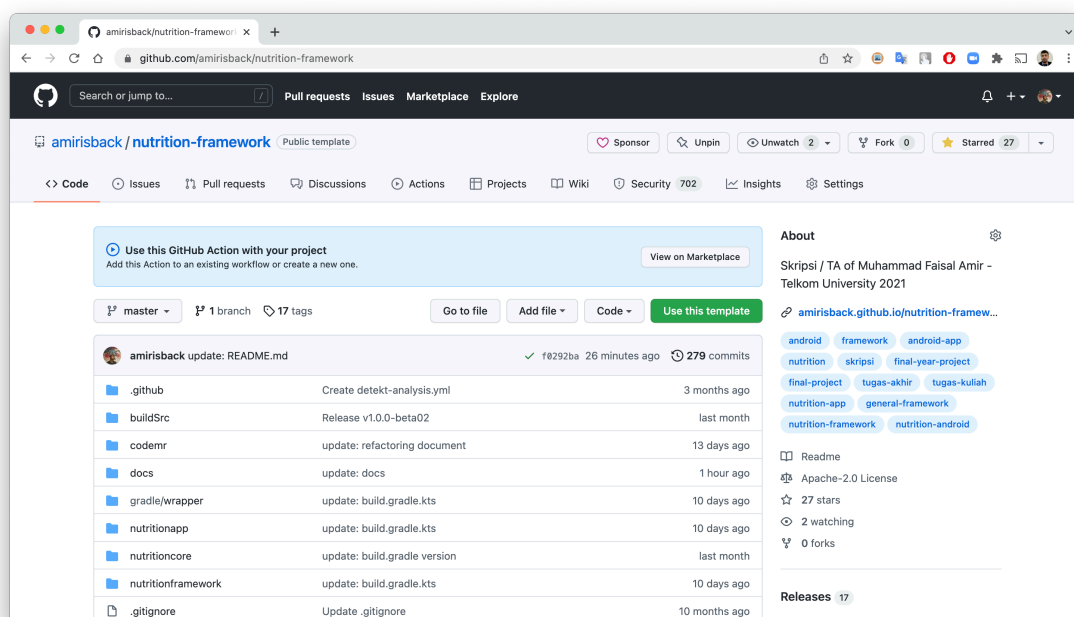 amirisback/nutrition-framewor
github.com/amirisback/nutrition-framework
Search or jump to... / Pull requests Issues Marketplace Explore
amirisback / nutrition-framework Public template Sponsor Unpin Unwatch 2 Fork 0 Starred 27
Code Issues Pull requests Discussions Actions Projects Wiki Security 702 Insights Settings
Use this GitHub Action with your project
Add this Action to an existing workflow or create a new one.
View on Marketplace
master 1 branch 17 tags Go to file Add file Code Use this template
amirisback update: README.md f0292ba 26 minutes ago 279 commits
.github Create detekt-analysis.yml 3 months ago
buildSrc Release v1.0.0-beta02 last month
codemr update: refactoring document 13 days ago
docs update: docs 1 hour ago
gradle/wrapper update: build.gradle.kts 10 days ago
nutritionapp update: build.gradle.kts 10 days ago
nutritioncore update: build.gradle version last month
nutritionframework update: build.gradle.kts 10 days ago
.gitignore Update .gitignore 10 months ago
About
Skripsi / TA of Muhammad Faisal Amir -
Telkom University 2021
amirisback.github.io/nutrition-framew...
android framework android-app
nutrition skripsi final-year-project
final-project tugas-akhir tugas-kuliah
nutrition-app general-framework
nutrition-framework nutrition-android
Readme
Apache-2.0 License
27 stars
2 watching
0 forks
Releases 17